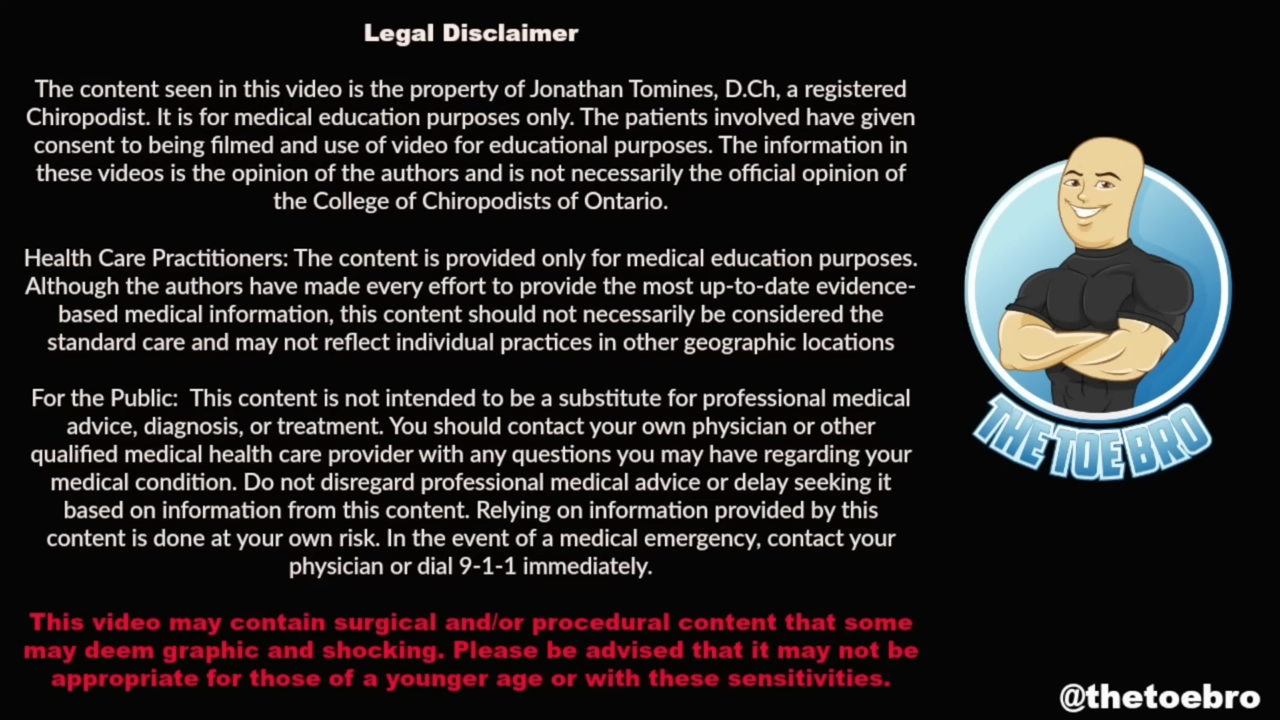 Legal Disclaimer
The content seen in this video is the property of Jonathan Tomines, D.Ch, a registered
Chiropodist. It is for medical education purposes only. The patients involved have given
consent to being filmed and use of video for educational purposes. The information in
these videos is the opinion of the authors and is not necessarily the official opinion of
the College of Chiropodists of Ontario.
Health Care Practitioners: The content is provided only for medical education purposes.
Although the authors have made every effort to provide the most up-to-date evidence-
based medical information, this content should not necessarily be considered the
standard care and may not reflect individual practices in other geographic locations
For the Public:  This content is not intended to be a substitute for professional medical
advice, diagnosis, or treatment. You should contact your own physician or other
qualified medical health care provider with any questions you may have regarding your
medical condition. Do not disregard professional medical advice or delay seeking it
based on information from this content. Relying on information provided by this
content is done at your own risk. In the event of a medical emergency, contact your
physician or dial 9-1-1 immediately.
This video may contain surgical and/or procedural content that some
may deem graphic and shocking. Please be advised that it may not be
appropriate for those of a younger age or with these sensitivities.
THE TOE BRO
@thetoebro